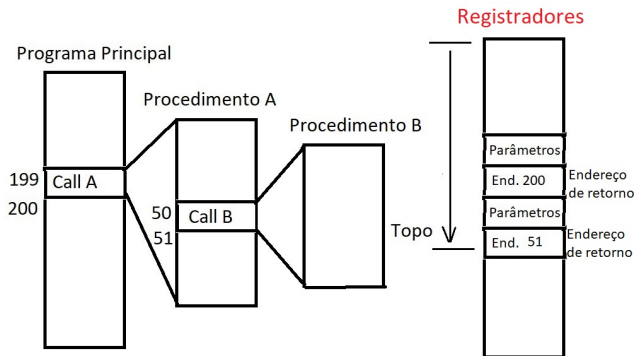 Registradores
Programa Principal
Procedimento A
Procedimento B
199
Call A
200
50
Call B
51
Topo
Parâmetros
End. 200
Endereço
de retorno
Parâmetros
End. 51
Endereço
de retorno